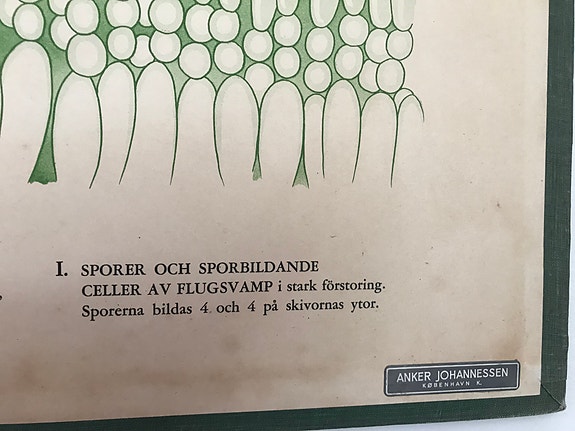 I. SPORER OCH SPORBILDANDE
CELLER AV FLUGSVAMP i stark förstoring.
Sporerna bildas 4 och 4 på skivornas ytor.
ANKER JOHANNESSEN
KØBENHAVN K.